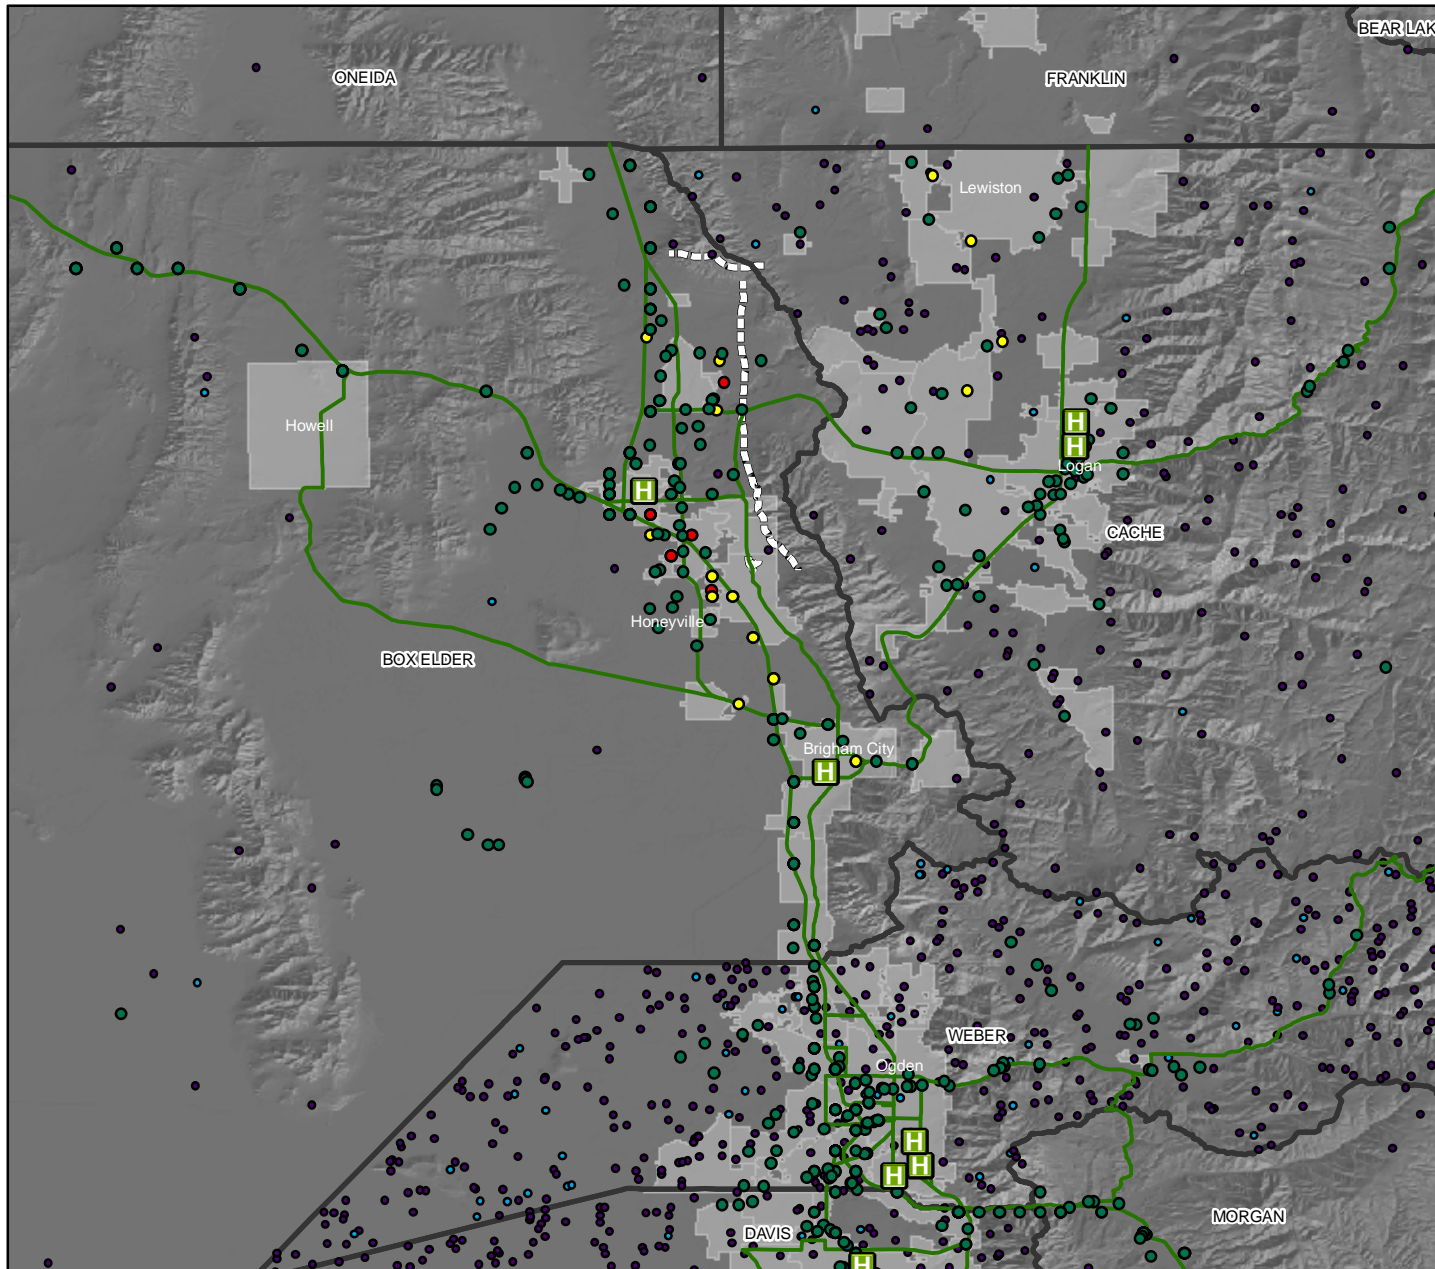 BEAR LAK
ONEIDA
FRANKLIN
Lewiston
Howell
H
H
Logan
H
CACHE
Honeyville
BOX ELDER
Brigham City
H
WEBER
Ogden
H
H
H
MORGAN
DAVIS
H